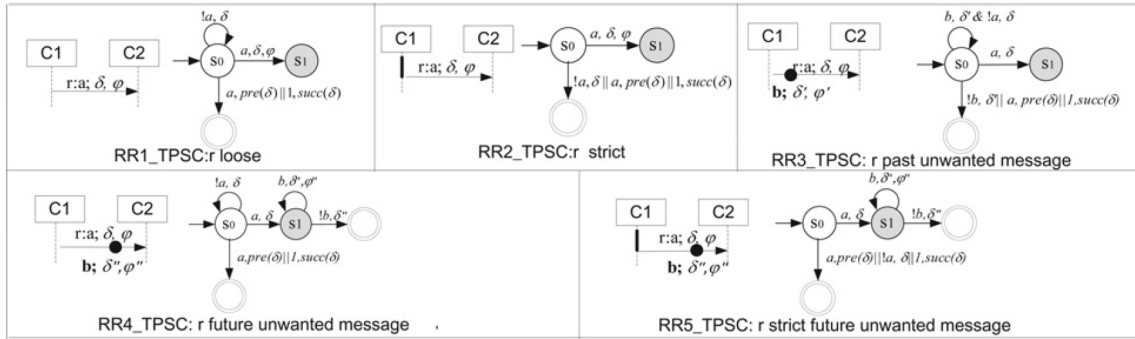 C1 C2
r:a; δ, φ
!a, δ
S0
a, δ, φ
S1
a, pre(δ)||1, succ(δ)
RR1_TPSC:r loose
C1 C2
r:a; δ, φ
S0
a, δ, φ
S1
!a, δ || a, pre(δ)||1, succ(δ)
RR2_TPSC:r strict
C1 C2
r:a; δ, φ
b; δ', φ'
b, δ' & !a, δ
S0
a, δ
S1
!b, δ'|| a, pre(δ)||1,succ(δ)
RR3_TPSC: r past unwanted message
C1 C2
r:a; δ, φ
b; δ'', φ''
!a, δ
S0
a, δ
b,δ'',φ''
S1
!b,δ''
a,pre(δ)||1,succ(δ)
RR4_TPSC: r future unwanted message
C1 C2
r:a; δ, φ
b; δ'', φ''
S0
a, δ
b,δ'',φ''
S1
!b,δ''
a,pre(δ)||!a, δ||1,succ(δ)
RR5_TPSC: r strict future unwanted message